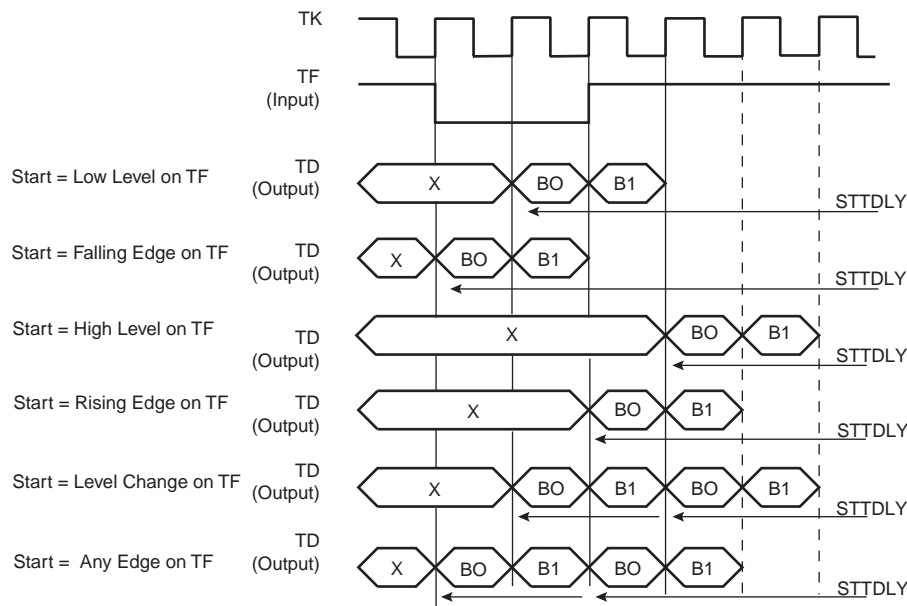 TK
TF
(Input)
Start = Low Level on TF
TD
(Output)
X
BO
B1
STTDLY
Start = Falling Edge on TF
TD
(Output)
X
BO
B1
STTDLY
Start = High Level on TF
TD
(Output)
X
BO
B1
STTDLY
Start = Rising Edge on TF
TD
(Output)
X
BO
B1
STTDLY
Start = Level Change on TF
TD
(Output)
X
BO
B1
BO
B1
STTDLY
Start = Any Edge on TF
TD
(Output)
X
BO
B1
BO
B1
STTDLY